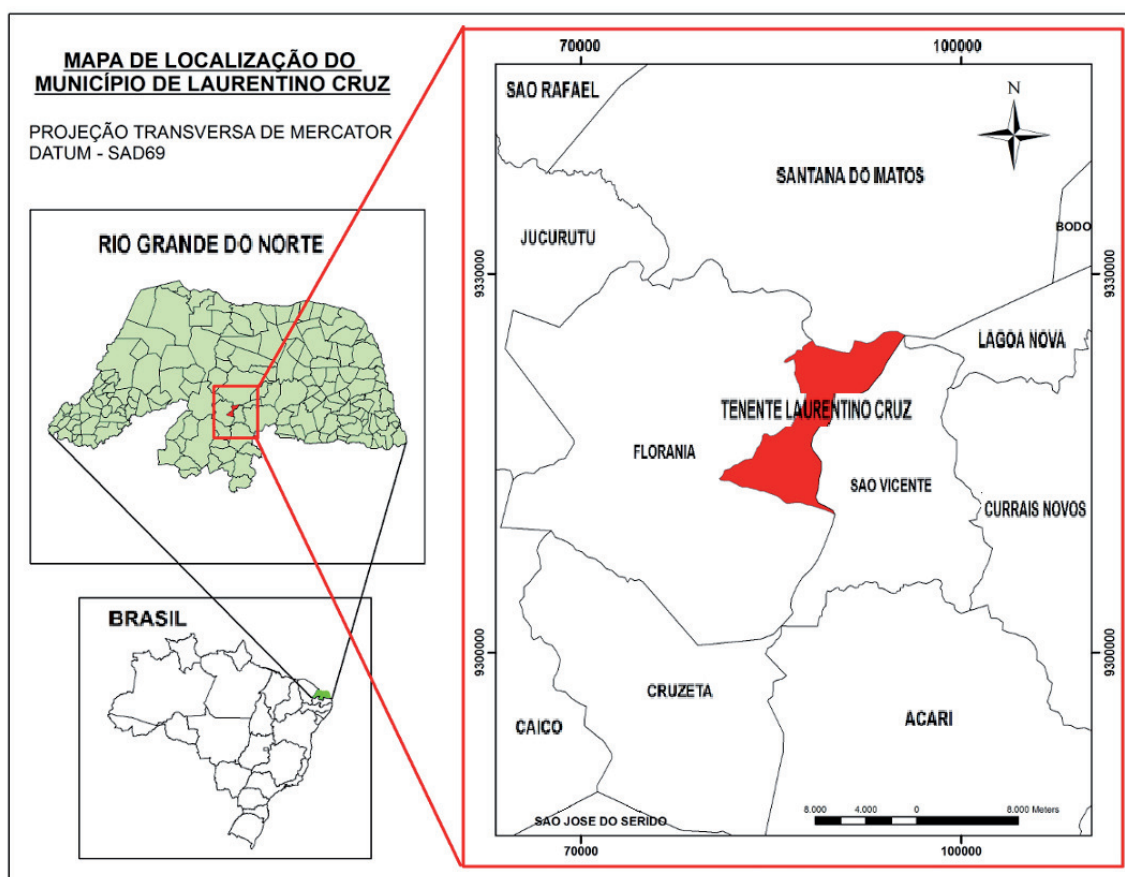 MAPA DE LOCALIZAÇÃO DO
MUNICÍPIO DE LAURENTINO CRUZ
PROJEÇÃO TRANSVERSA DE MERCATOR
DATUM - SAD69
RIO GRANDE DO NORTE
BRASIL
70000
100000
SAO RAFAEL
N
SANTANA DO MATOS
JUCURUTU
BODO
9330000
9330000
LAGOA NOVA
TENENTE LAURENTINO CRUZ
FLORANIA
SAO VICENTE
CURRAIS NOVOS
9300000
9300000
CRUZETA
CAICO
ACARI
8.000 4.000 0 8.000 Meters
SAO JOSE DO SERIDO
70000
100000